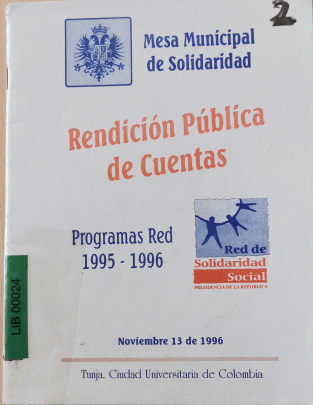 2
Mesa Municipal
de Solidaridad
Rendición Pública
de Cuentas
Programas Red
1995 - 1996
Red de
Solidaridad
Social
PRESIDENCIA DE LA REPUBLICA
LIB 00024
Noviembre 13 de 1996
Tunja, Ciudad Universitaria de Colombia